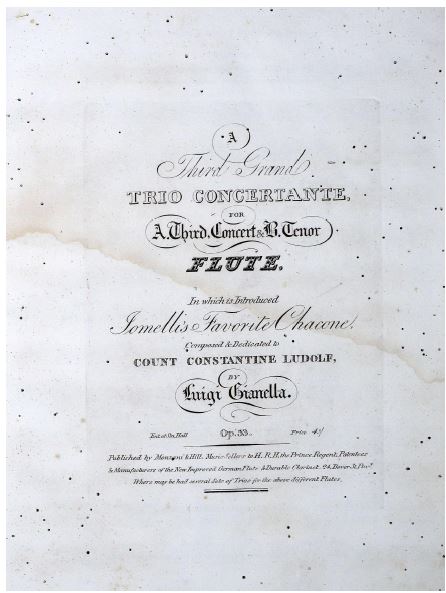 A
Third Grand
TRIO CONCERTANTE,
FOR
A. Third, Concert & B. Tenor
FLUTE.
In which is Introduced
Jomellis Favorite Chacone.
Composed & Dedicated to
COUNT CONSTANTINE LUDOLF,
BY
Luigi Gianella.
Ent. at Sta. Hall Op. 33. Price 4/
Published by Monzani & Hill. Music Sellers to H.R.H. the Prince Regent, Patentees
& Manufacturers of the New Improved German Flute & Durable Clarinet. 24, Dover St.
Where may be had several Sets of Trios for the above different Flutes.